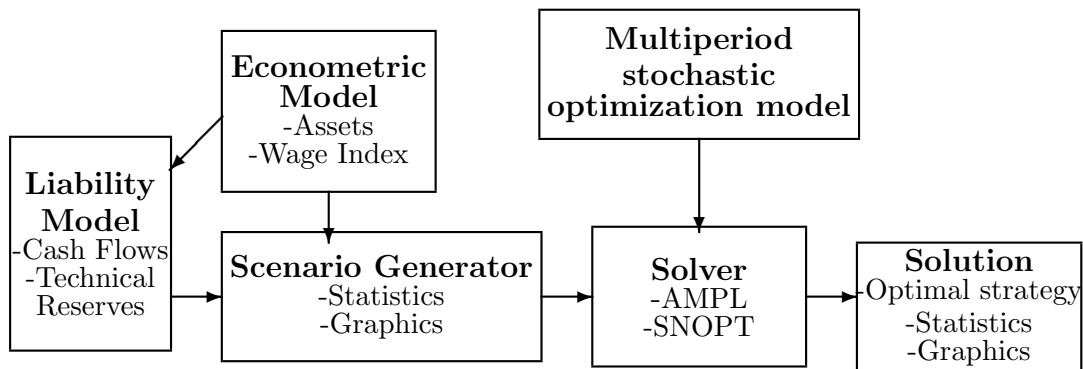 Econometric
Model
-Assets
-Wage Index
Multiperiod
stochastic
optimization model
Liability
Model
-Cash Flows
-Technical
Reserves
Scenario Generator
-Statistics
-Graphics
Solver
-AMPL
-SNOPT
Solution
-Optimal strategy
-Statistics
-Graphics